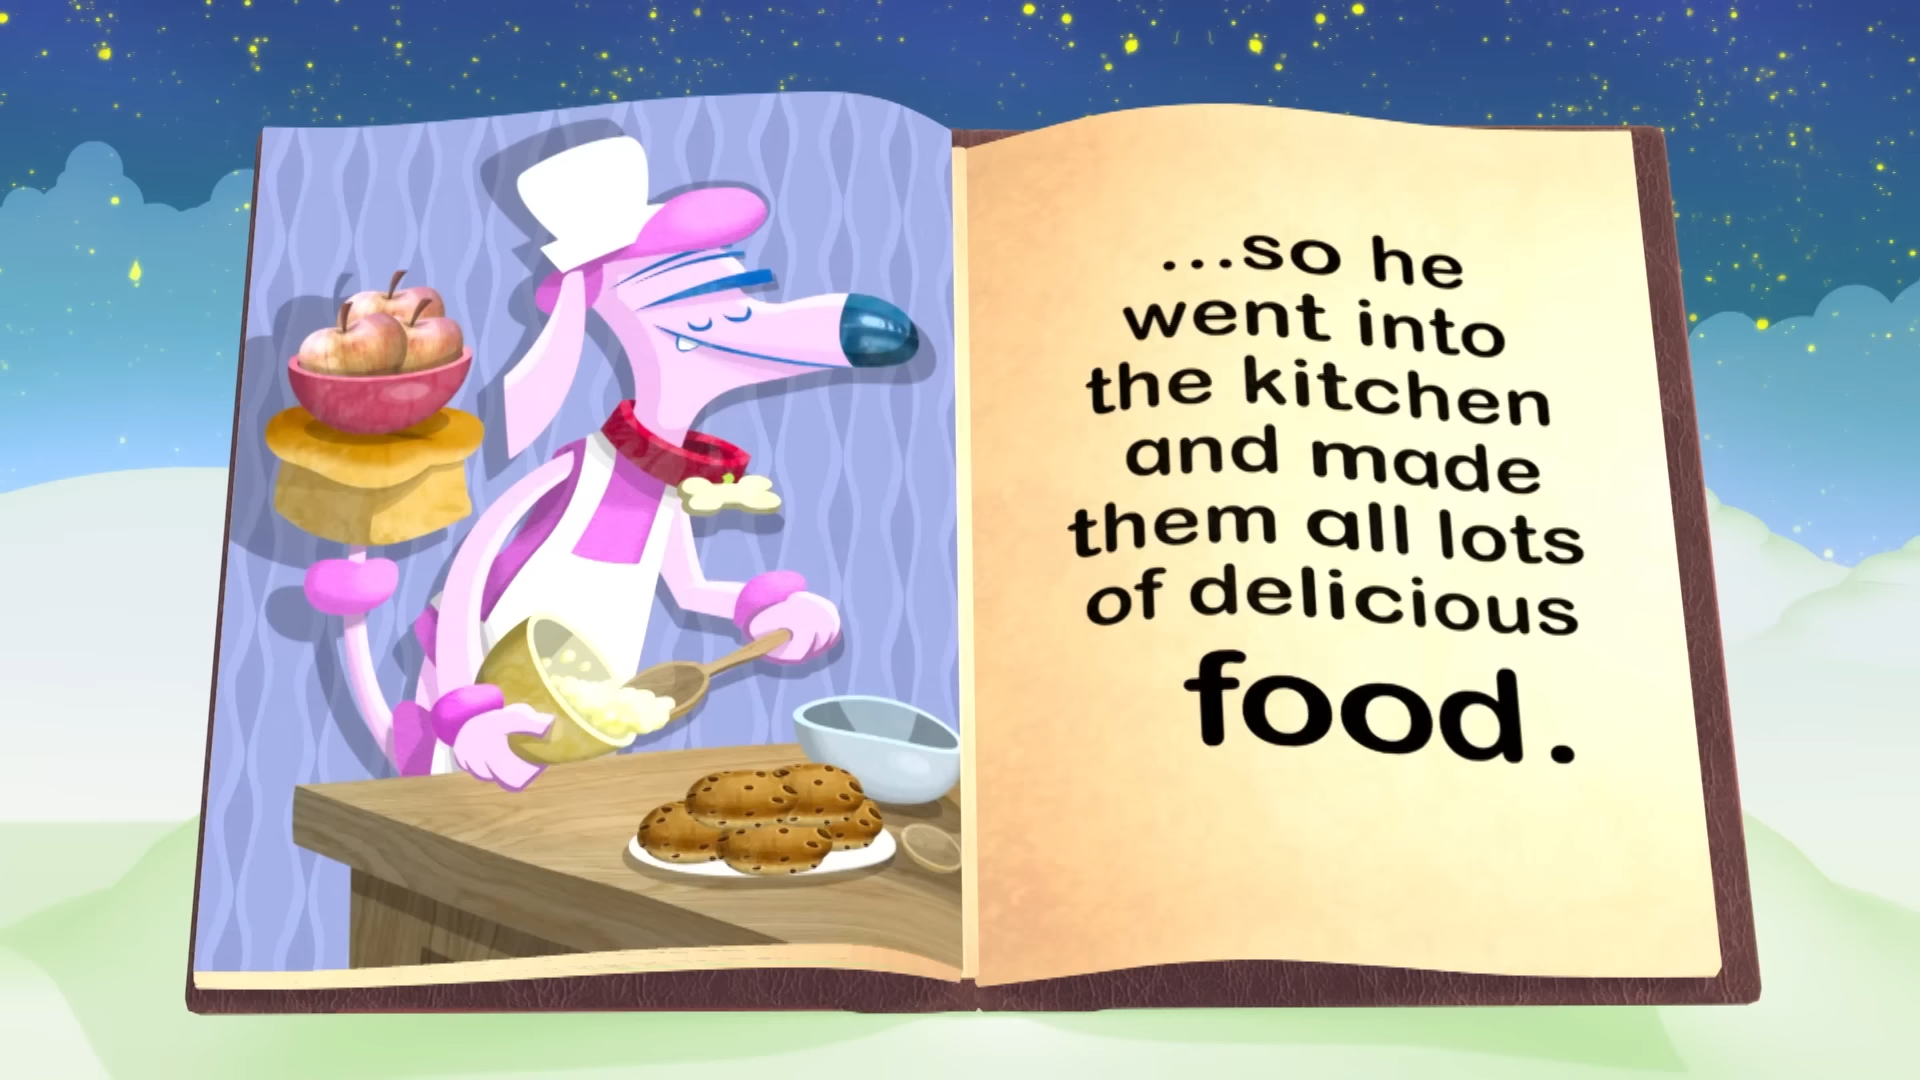 ...so he
went into
the kitchen
and made
them all lots
of delicious
food.